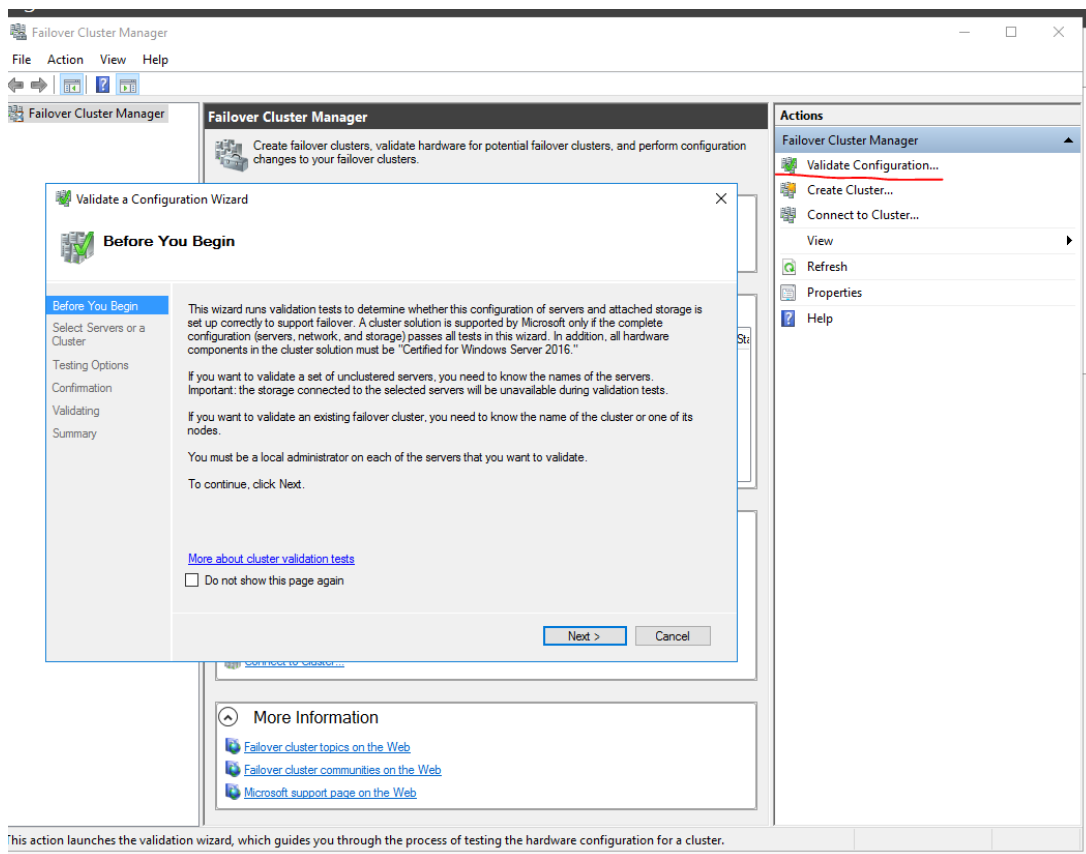 Failover Cluster Manager
File Action View Help
Failover Cluster Manager
Failover Cluster Manager
Create failover clusters, validate hardware for potential failover clusters, and perform configuration
changes to your failover clusters.
Actions
Failover Cluster Manager
Validate Configuration...
Create Cluster...
Connect to Cluster...
View
Refresh
Properties
Help
Validate a Configuration Wizard
Before You Begin
Before You Begin
Select Servers or a
Cluster
Testing Options
Confirmation
Validating
Summary
This wizard runs validation tests to determine whether this configuration of servers and attached storage is
set up correctly to support failover. A cluster solution is supported by Microsoft only if the complete
configuration (servers, network, and storage) passes all tests in this wizard. In addition, all hardware
components in the cluster solution must be "Certified for Windows Server 2016."
If you want to validate a set of unclustered servers, you need to know the names of the servers.
Important: the storage connected to the selected servers will be unavailable during validation tests.
If you want to validate an existing failover cluster, you need to know the name of the cluster or one of its
nodes.
You must be a local administrator on each of the servers that you want to validate.
To continue, click Next.
More about cluster validation tests
Do not show this page again
Next >
Cancel
Connect to Cluster...
More Information
Failover cluster topics on the Web
Failover cluster communities on the Web
Microsoft support page on the Web
This action launches the validation wizard, which guides you through the process of testing the hardware configuration for a cluster.